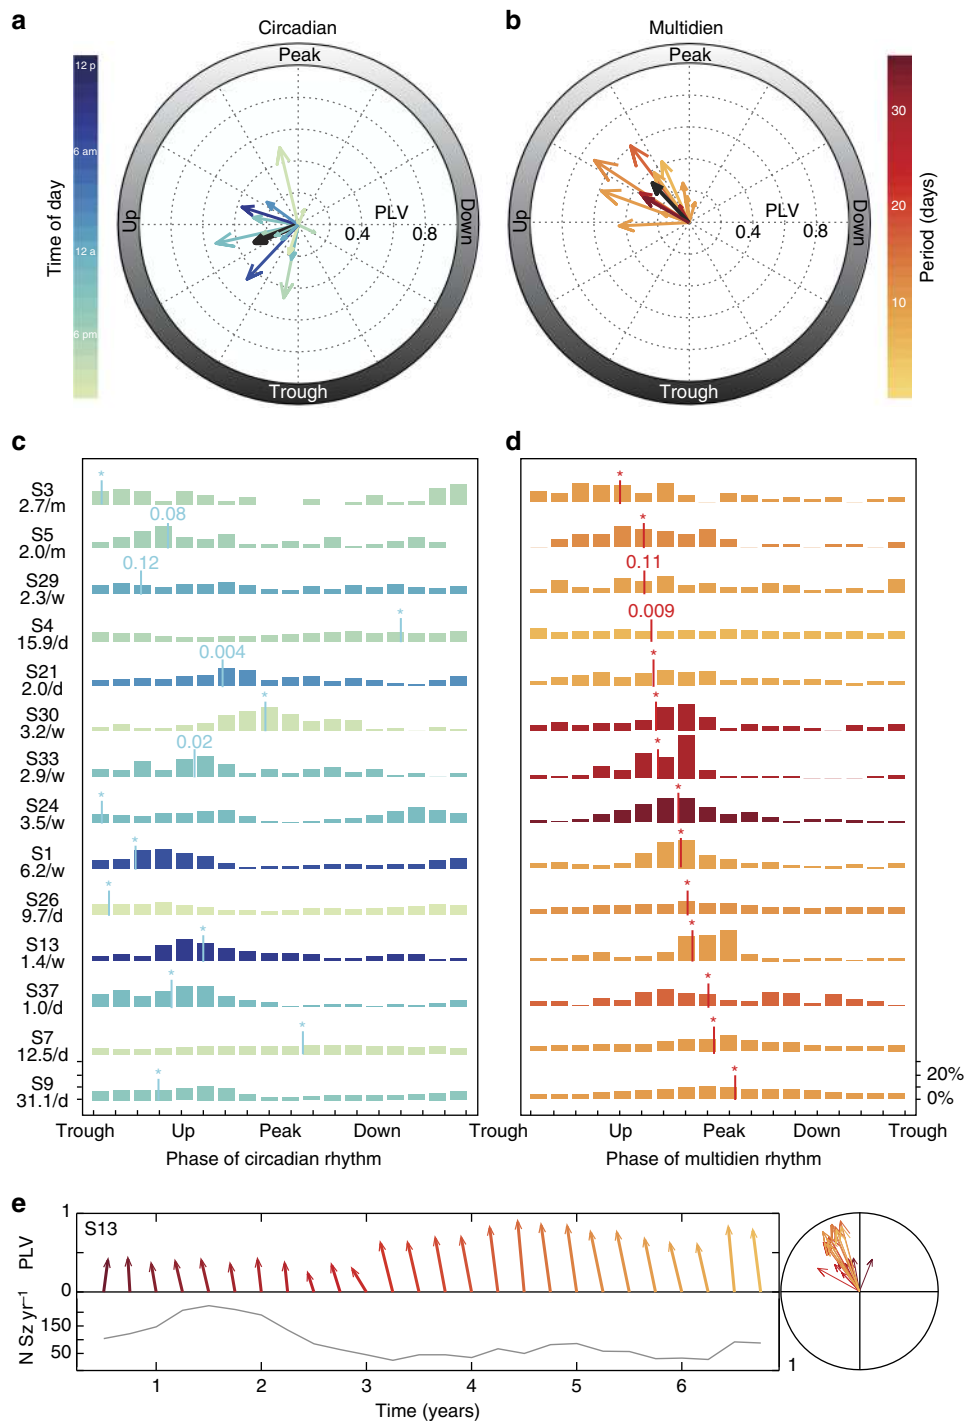 a
Circadian
b
Multidien
12 p
6 am
12 a
6 pm
Time of day
Peak
Up
Down
Trough
PLV
0.4
0.8
Peak
Up
Down
Trough
PLV
0.4
0.8
30
20
10
Period (days)
c
d
S3
2.7/m
*
*
S5
2.0/m
0.08
*
S29
2.3/w
0.12
0.11
S4
15.9/d
*
0.009
S21
2.0/d
0.004
*
S30
3.2/w
*
*
S33
2.9/w
0.02
*
S24
3.5/w
*
*
S1
6.2/w
*
*
S26
9.7/d
*
*
S13
1.4/w
*
*
S37
1.0/d
*
*
S7
12.5/d
*
*
S9
31.1/d
*
*
20%
0%
Trough Up Peak Down Trough
Up Peak Down Trough
Phase of circadian rhythm
Phase of multidien rhythm
e
S13
1
0
PLV
150
50
N Sz yr⁻¹
1 2 3 4 5 6
Time (years)
1